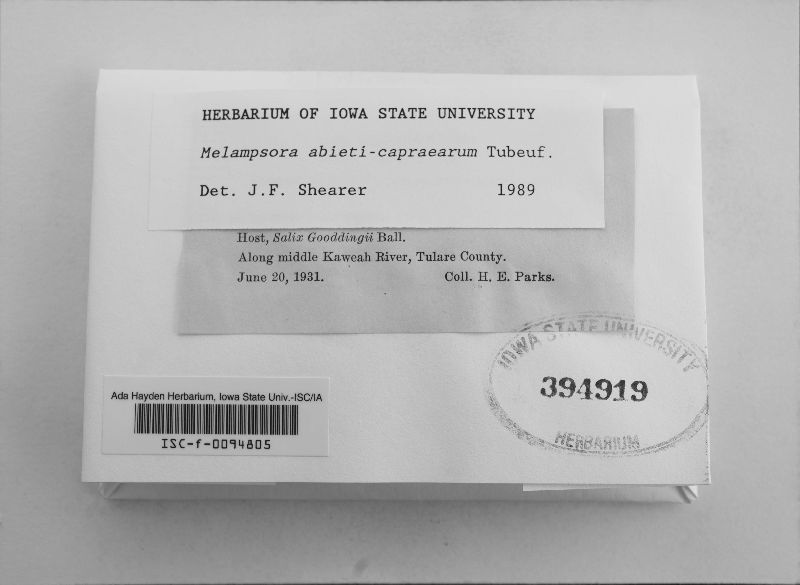 HERBARIUM OF IOWA STATE UNIVERSITY
Melampsora abieti-capraearum Tubeuf.
Det. J.F. Shearer 1989
Host, Salix Gooddingii Ball.
Along middle Kaweah River, Tulare County.
June 20, 1931. Coll. H. E. Parks.
IOWA STATE UNIVERSITY
394919
HERBARIUM
Ada Hayden Herbarium, Iowa State Univ.-ISC/IA
ISC-f-0094805